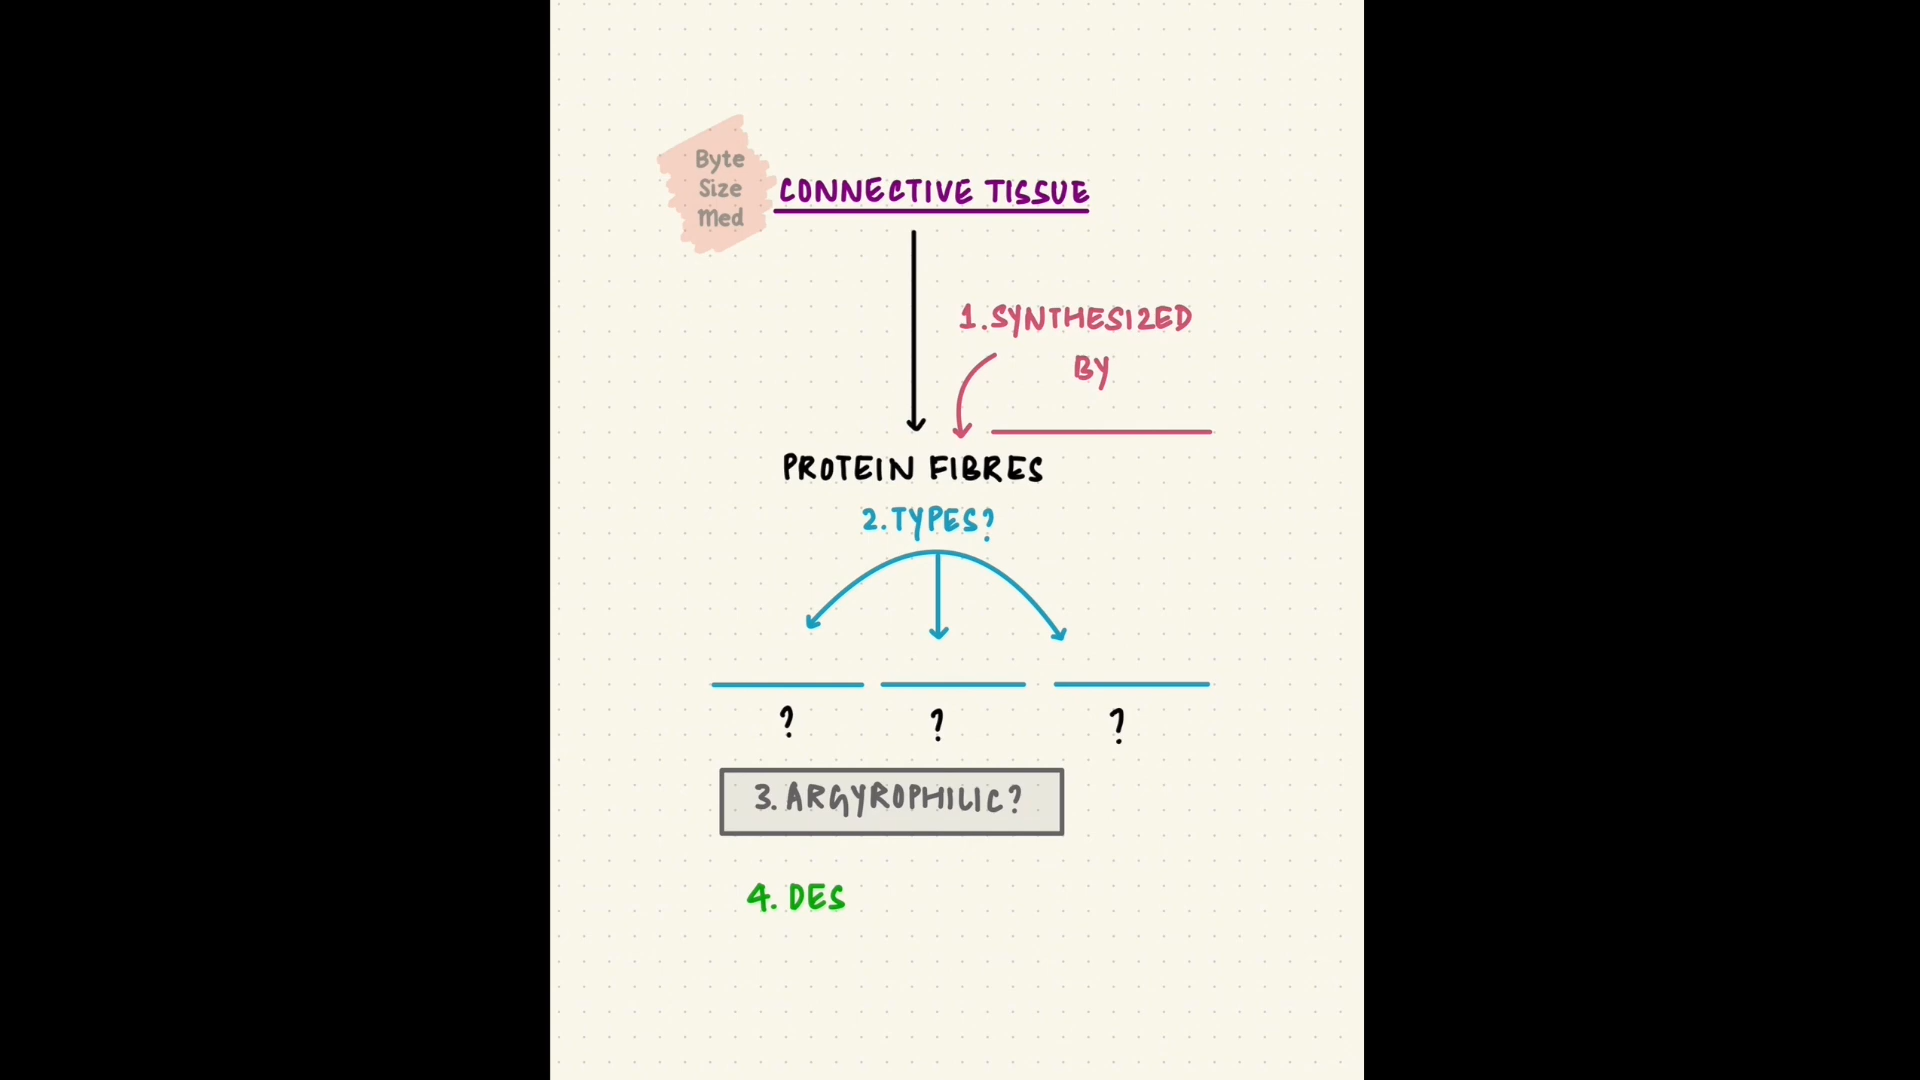 Byte
Size
Med
CONNECTIVE TISSUE
1. SYNTHESIZED
BY
PROTEIN FIBRES
2. TYPES?
? ? ?
3. ARGYROPHILIC?
4. DES